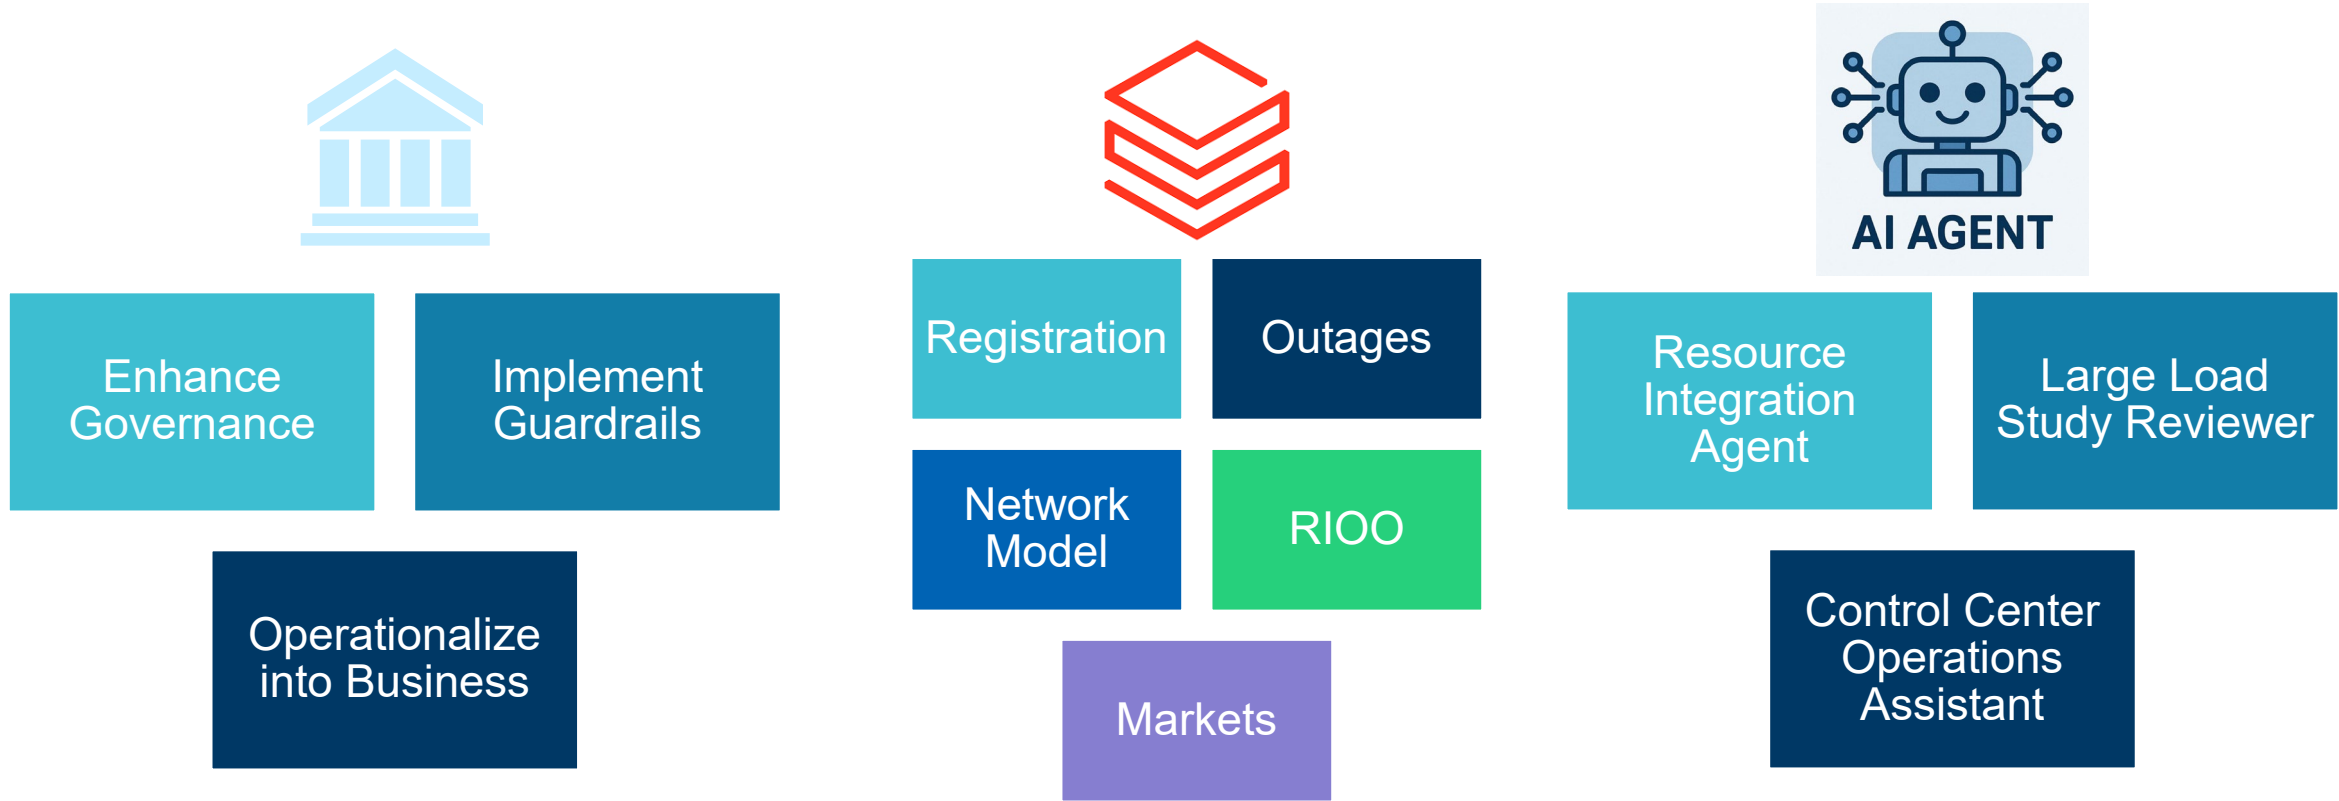 Enhance
Governance
Implement
Guardrails
Operationalize
into Business
Registration
Outages
Network
Model
RIOO
Markets
AI AGENT
Resource
Integration
Agent
Large Load
Study Reviewer
Control Center
Operations
Assistant